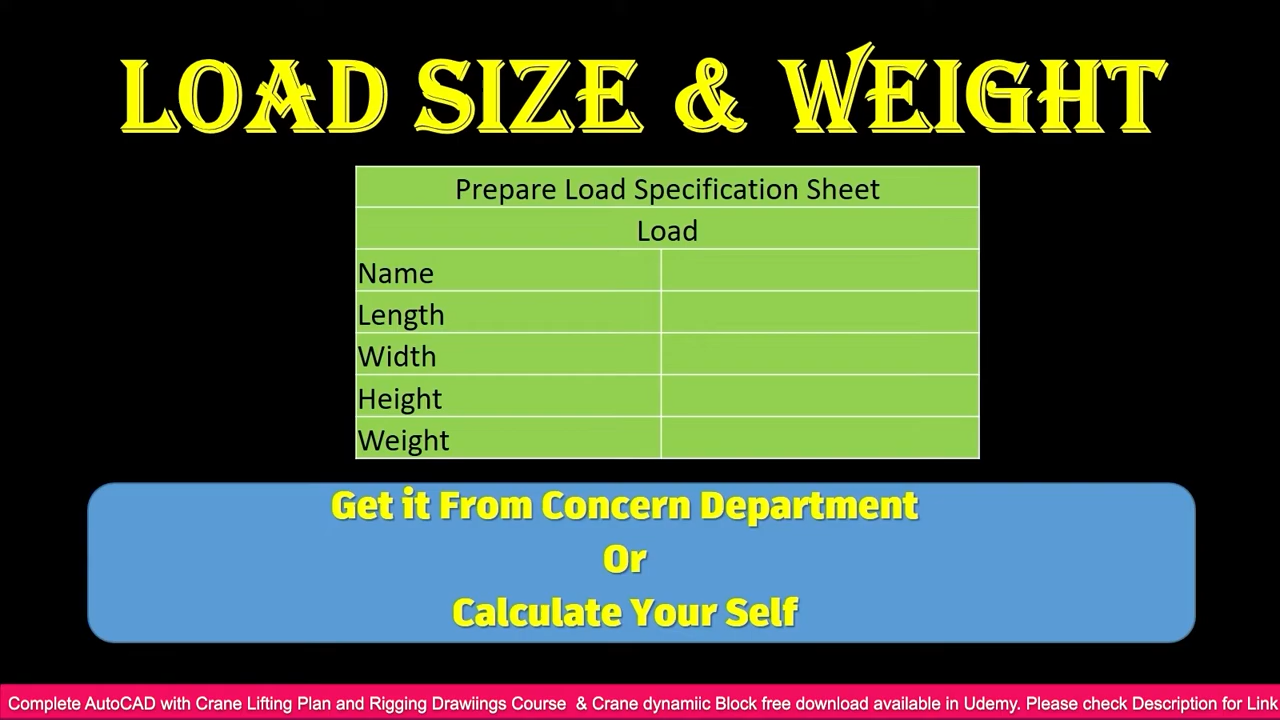 LOAD SIZE & WEIGHT
Prepare Load Specification Sheet
Load
Name
Length
Width
Height
Weight
Get it From Concern Department
Or
Calculate Your Self
Complete AutoCAD with Crane Lifting Plan and Rigging Drawiings Course & Crane dynamiic Block free download available in Udemy. Please check Description for Link